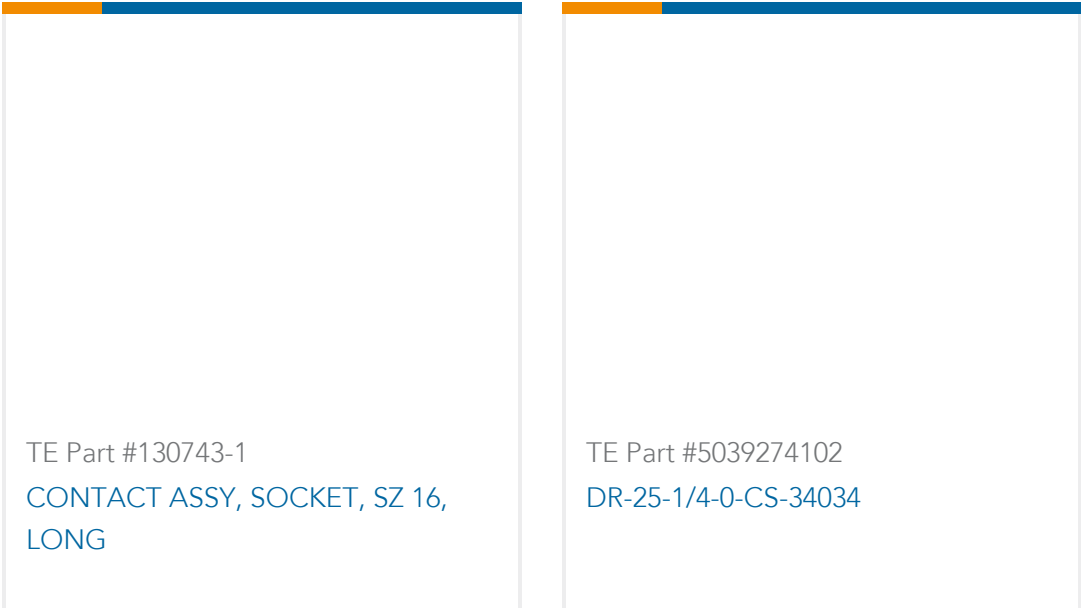 TE Part #130743-1
CONTACT ASSY, SOCKET, SZ 16,
LONG
TE Part #5039274102
DR-25-1/4-0-CS-34034